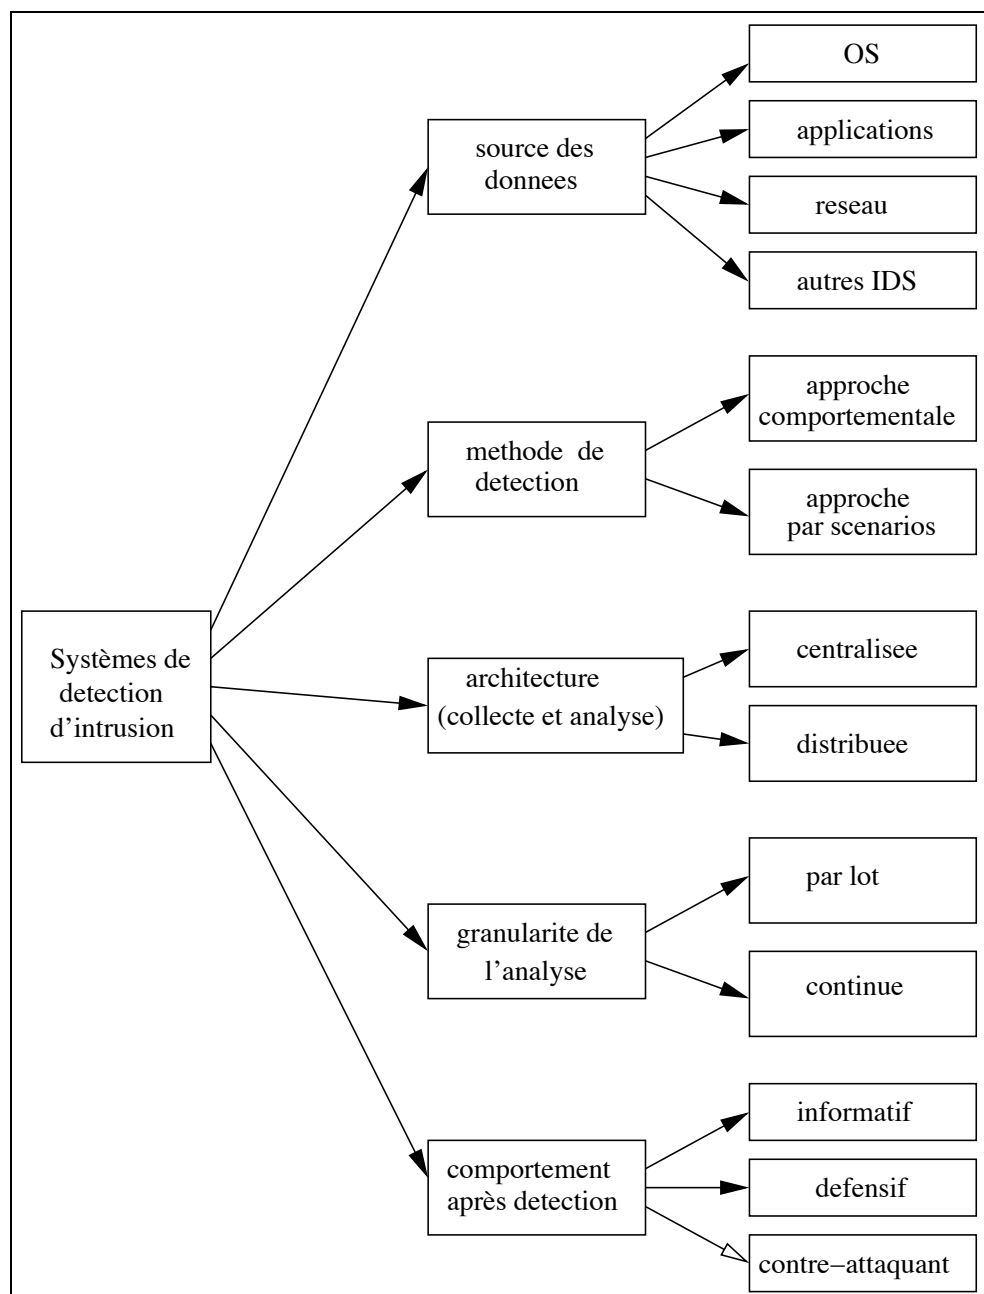 Systèmes de
detection
d’intrusion
source des
donnees
OS
applications
reseau
autres IDS
methode de
detection
approche
comportementale
approche
par scenarios
architecture
(collecte et analyse)
centralisee
distribuee
granularite de
l’analyse
par lot
continue
comportement
après detection
informatif
defensif
contre−attaquant